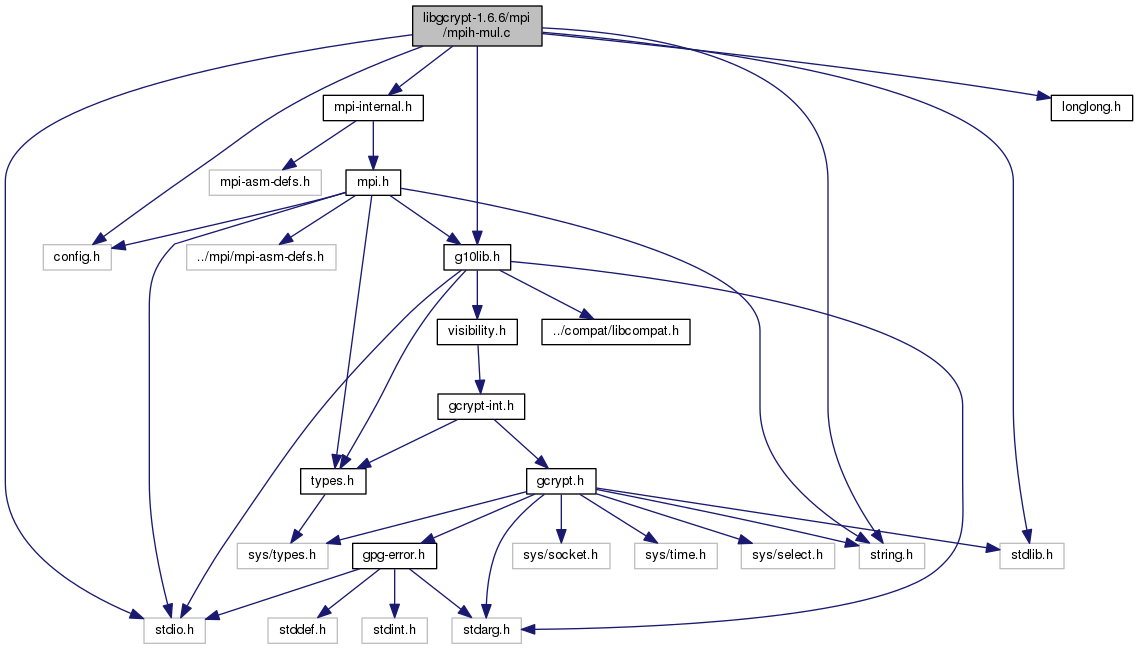 libgcrypt-1.6.6/mpi
/mpih-mul.c
mpi-internal.h
longlong.h
mpi-asm-defs.h
mpi.h
config.h
../mpi/mpi-asm-defs.h
g10lib.h
visibility.h
../compat/libcompat.h
gcrypt-int.h
types.h
gcrypt.h
sys/types.h
gpg-error.h
sys/socket.h
sys/time.h
sys/select.h
string.h
stdlib.h
stdio.h
stddef.h
stdint.h
stdarg.h